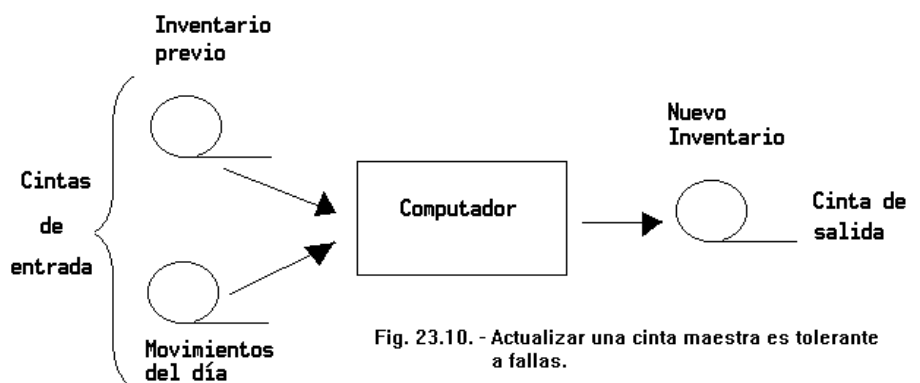 Inventario
previo
Cintas
de
entrada
Movimientos
del día
Computador
Nuevo
Inventario
Cinta de
salida
Fig. 23.10. - Actualizar una cinta maestra es tolerante
a fallas.